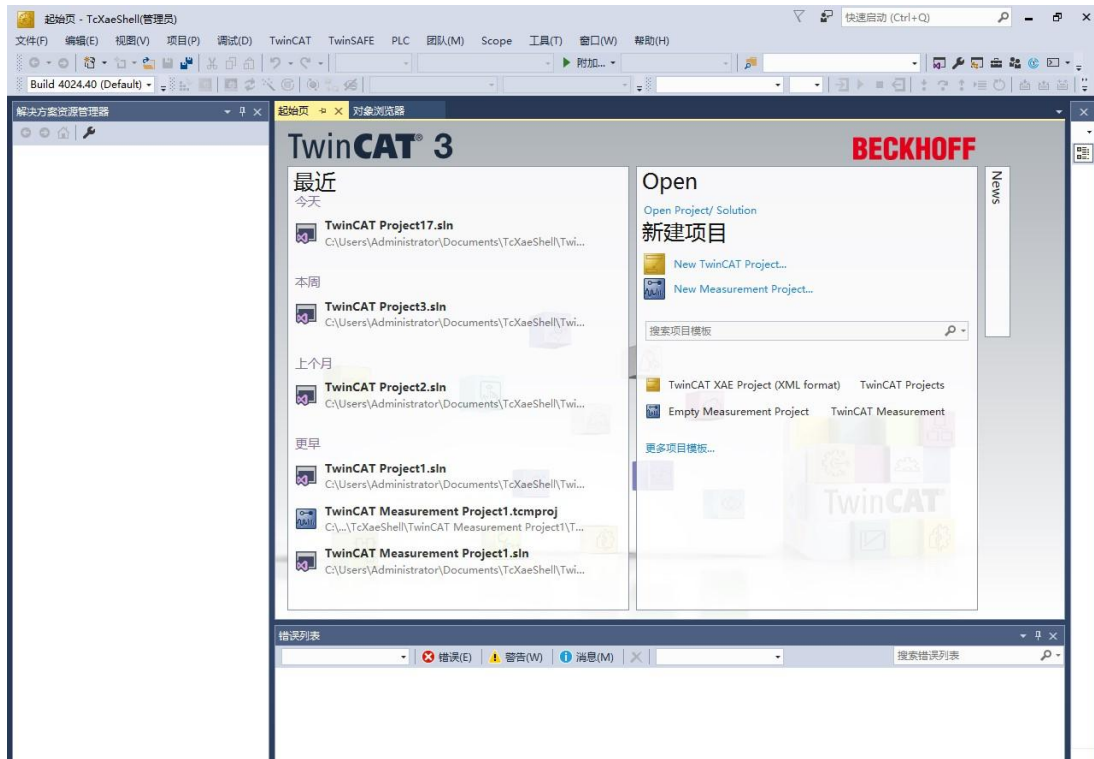 起始页 - TcXaeShell(管理员)
快速启动 (Ctrl+Q)
文件(F) 编辑(E) 视图(V) 项目(P) 调试(D) TwinCAT TwinSAFE PLC 团队(M) Scope 工具(T) 窗口(W) 帮助(H)
附加...
Build 4024.40 (Default)
解决方案资源管理器
起始页 对象浏览器
TwinCAT® 3
BECKHOFF
最近
今天
TwinCAT Project17.sln
C:\Users\Administrator\Documents\TcXaeShell\Twi...
本周
TwinCAT Project3.sln
C:\Users\Administrator\Documents\TcXaeShell\Twi...
上个月
TwinCAT Project2.sln
C:\Users\Administrator\Documents\TcXaeShell\Twi...
更早
TwinCAT Project1.sln
C:\Users\Administrator\Documents\TcXaeShell\Twi...
TwinCAT Measurement Project1.tcmproj
C:\...\TcXaeShell\TwinCAT Measurement Project1\T...
TwinCAT Measurement Project1.sln
C:\Users\Administrator\Documents\TcXaeShell\Twi...
Open
Open Project/ Solution
新建项目
New TwinCAT Project...
New Measurement Project...
搜索项目模板
TwinCAT XAE Project (XML format) TwinCAT Projects
Empty Measurement Project TwinCAT Measurement
更多项目模板...
TwinCAT
News
错误列表
错误(E) 警告(W) 消息(M)
搜索错误列表